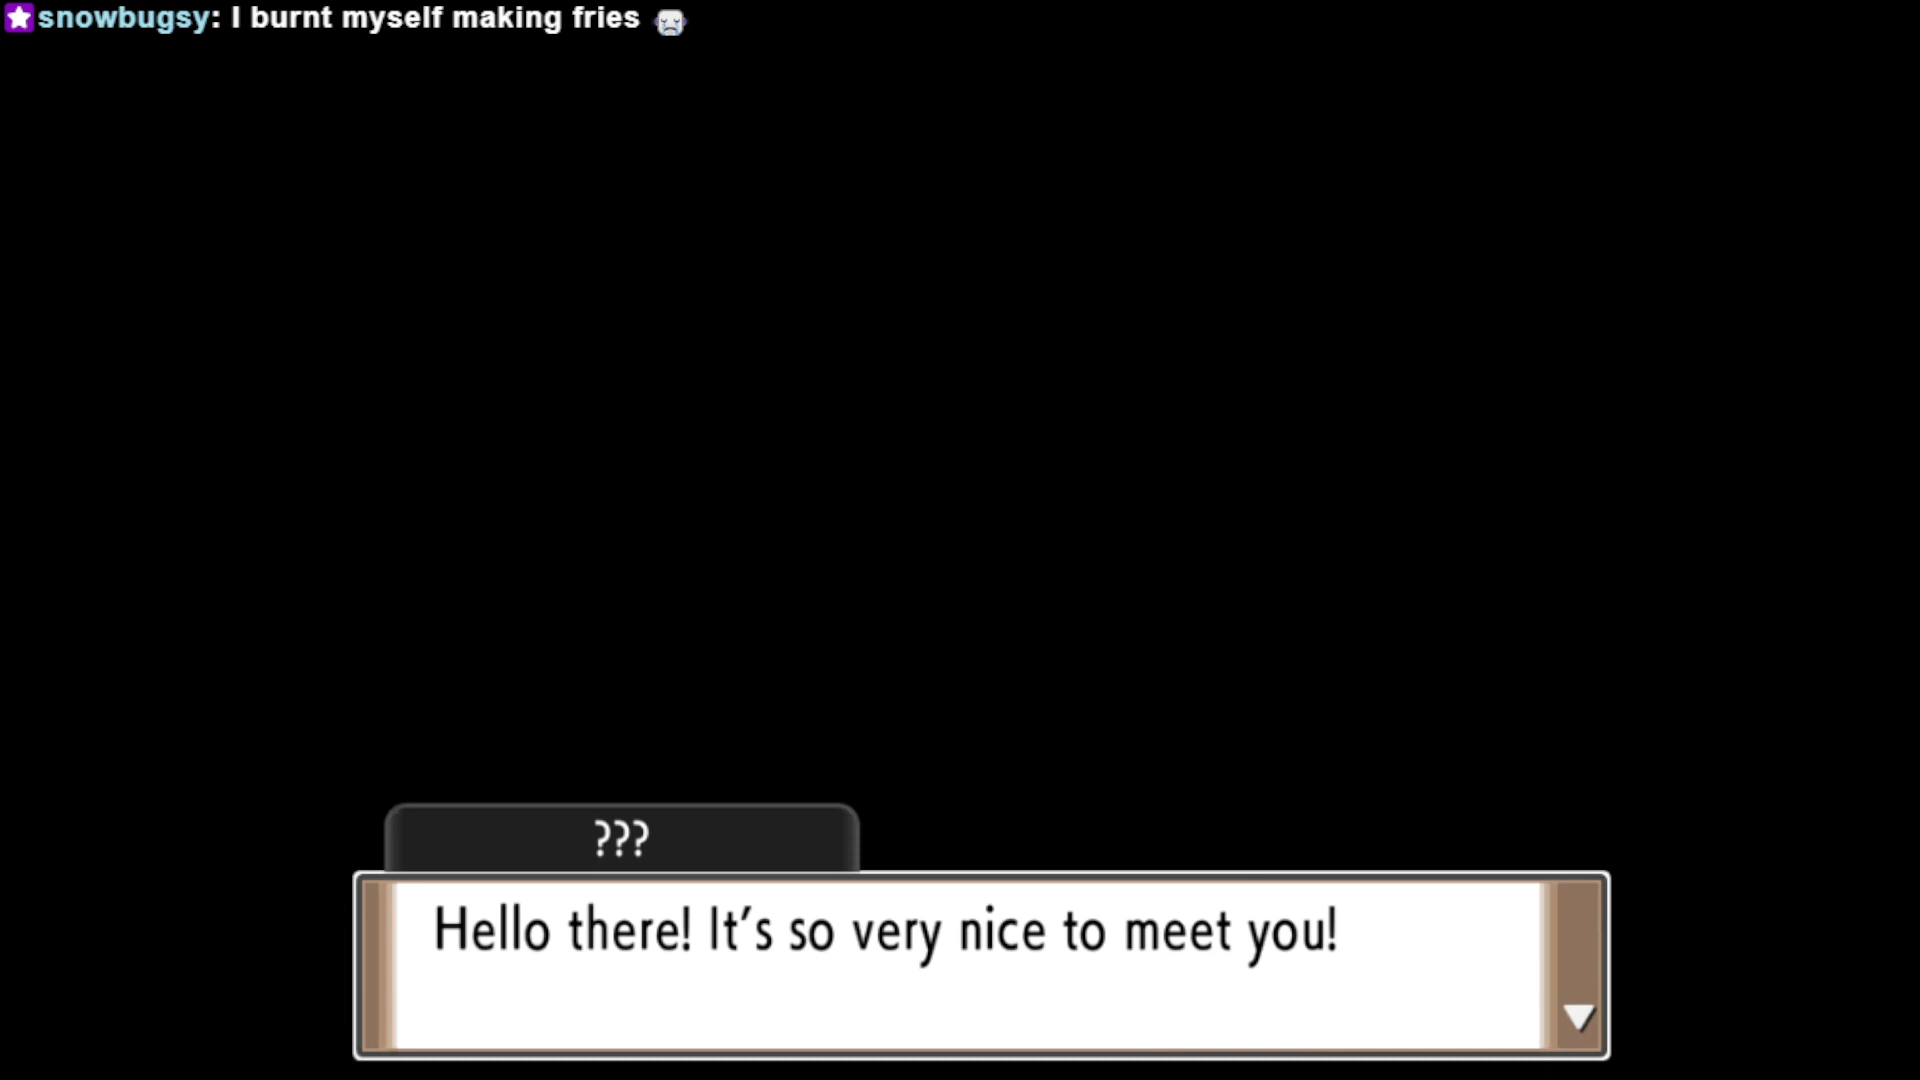 snowbugsy: I burnt myself making fries
???
Hello there! It's so very nice to meet you!